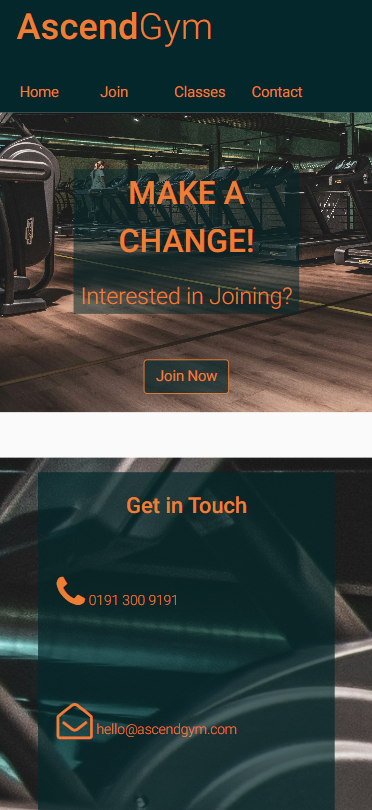 AscendGym
Home Join Classes Contact
MAKE A
CHANGE!
Interested in Joining?
Join Now
Get in Touch
0191 300 9191
hello@ascendgym.com